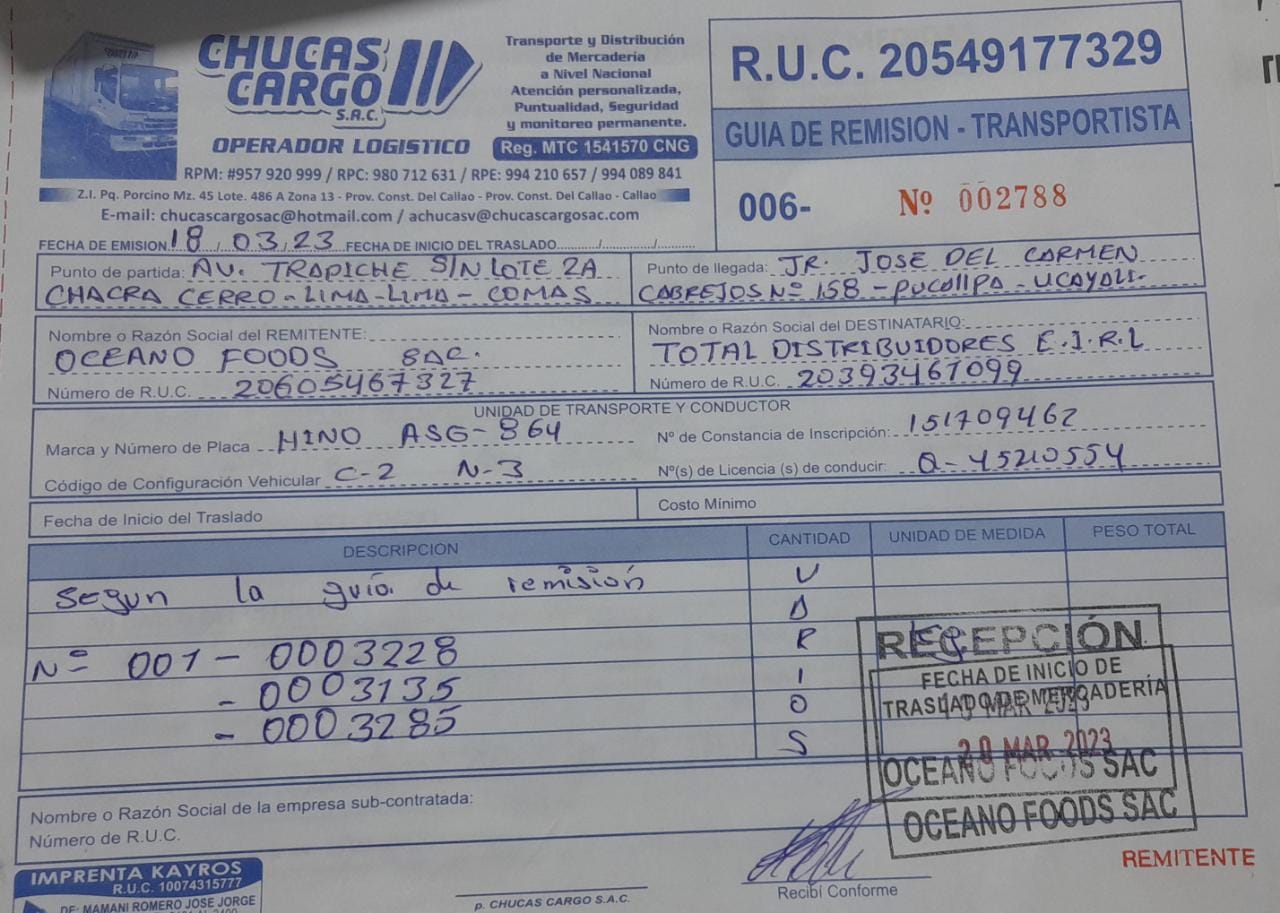 CHUCAS
CARGO
S.A.C.
OPERADOR LOGISTICO
Transporte y Distribución
de Mercadería
a Nivel Nacional
Atención personalizada,
Puntualidad, Seguridad
y monitoreo permanente.
Reg. MTC 1541570 CNG
RPM: #957 920 999 / RPC: 980 712 631 / RPE: 994 210 657 / 994 089 841
Z.I. Pq. Porcino Mz. 45 Lote. 486 A Zona 13 - Prov. Const. Del Callao - Prov. Const. Del Callao - Callao
E-mail: chucascargosac@hotmail.com / achucasv@chucascargosac.com
R.U.C. 20549177329
GUIA DE REMISION - TRANSPORTISTA
006- Nº 002788
FECHA DE EMISION 18/03/23 FECHA DE INICIO DEL TRASLADO....../....../......
Punto de partida: AV. TRAPICHE S/N LOTE 2A
CHACRA CERRO - LIMA - LIMA - COMAS
Punto de llegada: JR. JOSE DEL CARMEN
CABREJOS Nº 158 - PUCAllPA - UCAYALI.
Nombre o Razón Social del REMITENTE:
OCEANO FOODS SAC.
Número de R.U.C. 20605467327
Nombre o Razón Social del DESTINATARIO:
TOTAL DISTRIBUIDORES E.I.R.L
Número de R.U.C. 20393467099
UNIDAD DE TRANSPORTE Y CONDUCTOR
Marca y Número de Placa HINO ASG-864
Nº de Constancia de Inscripción: 151709462
Código de Configuración Vehicular C-2 N-3
Nº(s) de Licencia (s) de conducir: Q-45210554
Fecha de Inicio del Traslado
Costo Mínimo
DESCRIPCION CANTIDAD UNIDAD DE MEDIDA PESO TOTAL
Segun la guía de remisión
Nº 001 - 0003228
- 0003135
- 0003285
V
A
R
I
O
S
RECEPCIÓN
FECHA DE INICIO DE
TRASLADO DE MERCADERÍA
MAR 2023
20 MAR 2023
OCEANO FOODS SAC
OCEANO FOODS SAC
Nombre o Razón Social de la empresa sub-contratada:
Número de R.U.C.
IMPRENTA KAYROS
R.U.C. 10074315777
DE: MAMANI ROMERO JOSE JORGE
p. CHUCAS CARGO S.A.C.
Recibí Conforme
REMITENTE